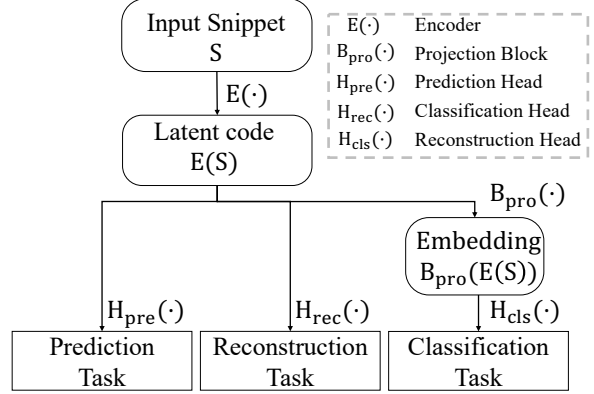 Input Snippet
S
E(·)
Latent code
E(S)
E(·) Encoder
B_pro(·) Projection Block
H_pre(·) Prediction Head
H_rec(·) Classification Head
H_cls(·) Reconstruction Head
B_pro(·)
Embedding
B_pro(E(S))
H_pre(·) H_rec(·) H_cls(·)
Prediction
Task
Reconstruction
Task
Classification
Task